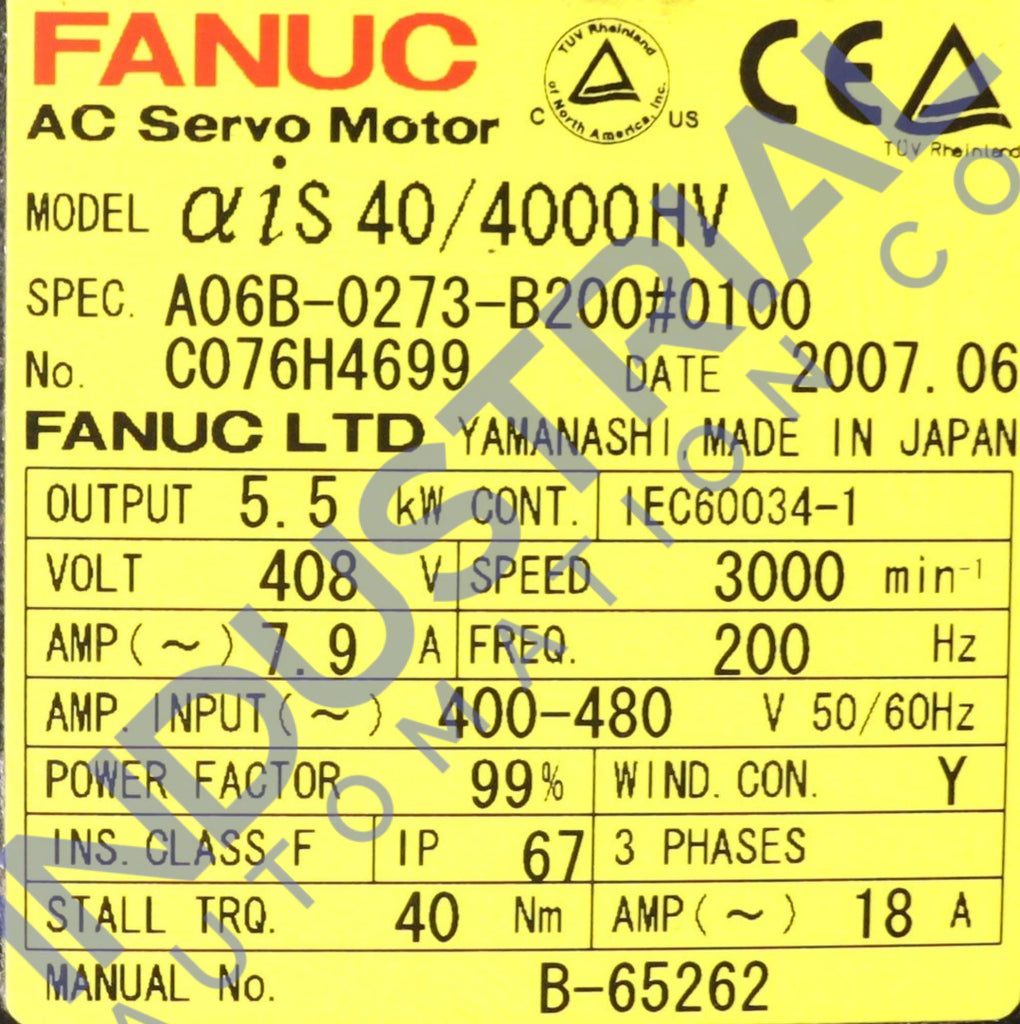 FANUC
AC Servo Motor
TÜV Rheinland of North America, Inc.
C US
CE
TÜV Rheinland
MODEL αiS 40/4000HV
SPEC. A06B-0273-B200#0100
No. C076H4699 DATE 2007.06
FANUC LTD YAMANASHI, MADE IN JAPAN
OUTPUT 5.5 kW CONT. IEC60034-1
VOLT 408 V SPEED 3000 min⁻¹
AMP(~) 7.9 A FREQ. 200 Hz
AMP. INPUT(~) 400-480 V 50/60Hz
POWER FACTOR 99% WIND. CON. Y
INS. CLASS F IP 67 3 PHASES
STALL TRQ. 40 Nm AMP(~) 18 A
MANUAL No. B-65262
INDUSTRIAL
AUTOMATION CO